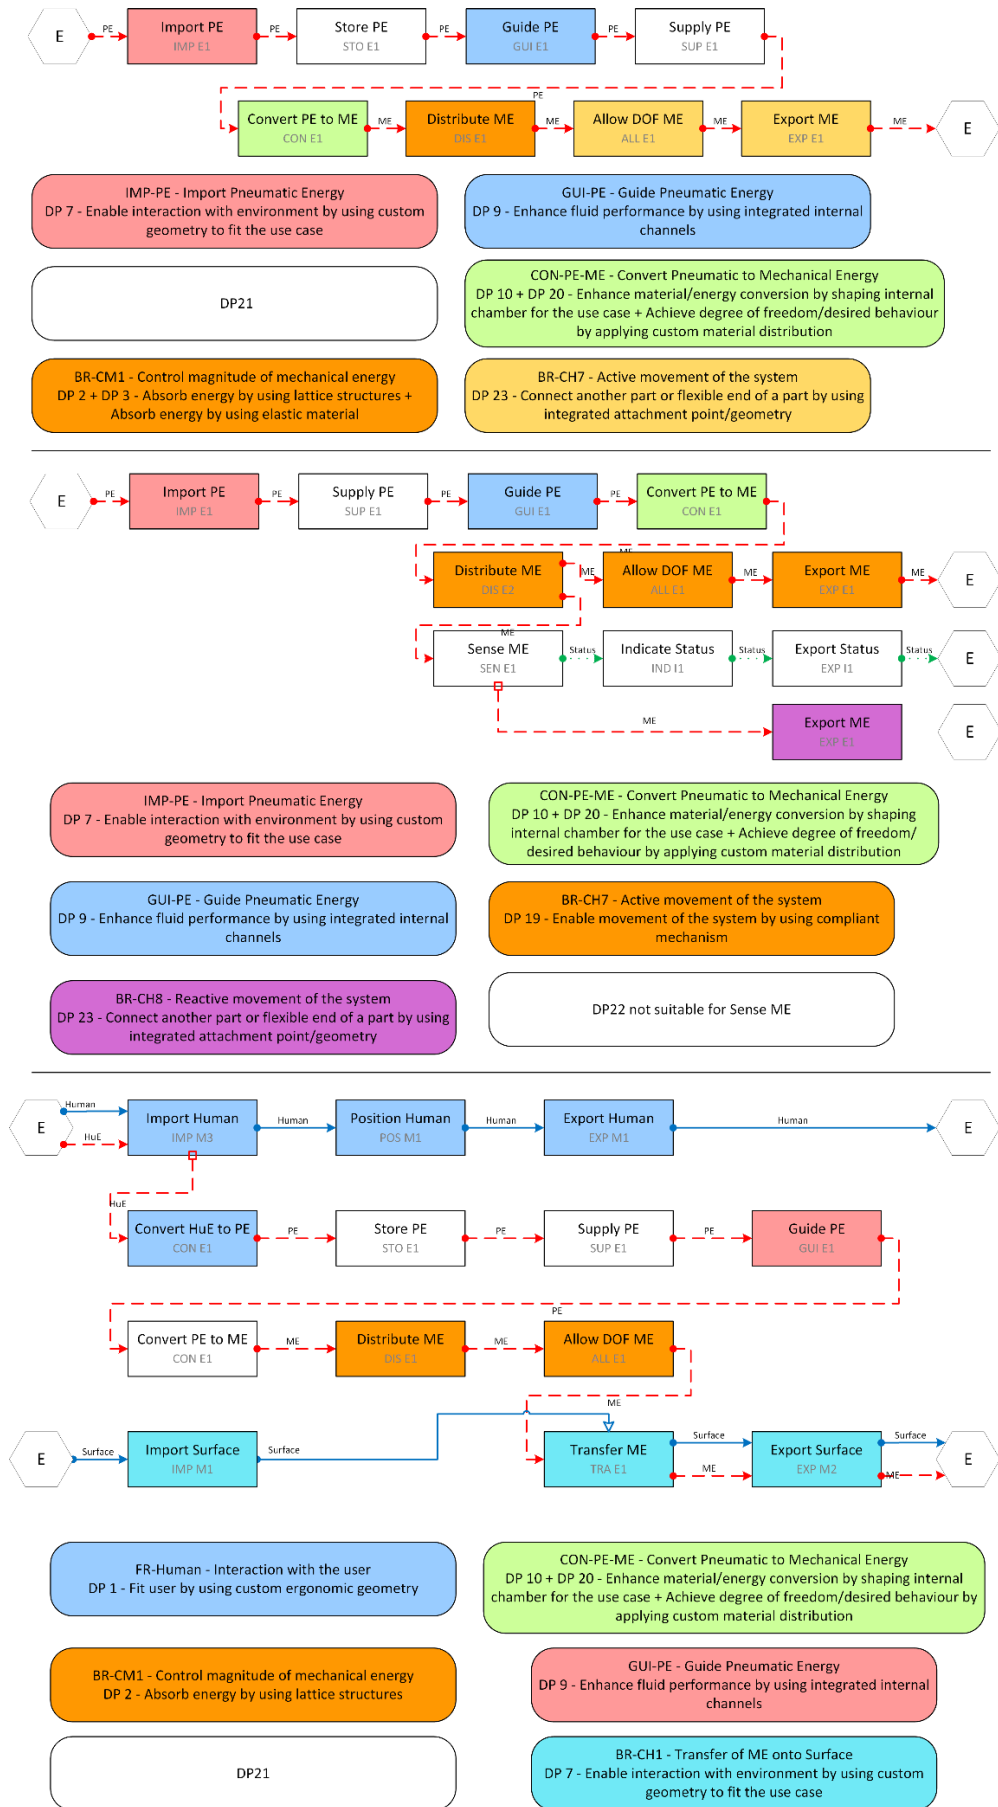 E
PE
Import PE
IMP E1
PE
Store PE
STO E1
PE
Guide PE
GUI E1
PE
Supply PE
SUP E1
PE
Convert PE to ME
CON E1
ME
Distribute ME
DIS E1
ME
Allow DOF ME
ALL E1
ME
Export ME
EXP E1
ME
E
IMP-PE - Import Pneumatic Energy
DP 7 - Enable interaction with environment by using custom
geometry to fit the use case
GUI-PE - Guide Pneumatic Energy
DP 9 - Enhance fluid performance by using integrated internal
channels
DP21
CON-PE-ME - Convert Pneumatic to Mechanical Energy
DP 10 + DP 20 - Enhance material/energy conversion by shaping internal
chamber for the use case + Achieve degree of freedom/desired behaviour
by applying custom material distribution
BR-CM1 - Control magnitude of mechanical energy
DP 2 + DP 3 - Absorb energy by using lattice structures +
Absorb energy by using elastic material
BR-CH7 - Active movement of the system
DP 23 - Connect another part or flexible end of a part by using
integrated attachment point/geometry
E
PE
Import PE
IMP E1
PE
Supply PE
SUP E1
PE
Guide PE
GUI E1
PE
Convert PE to ME
CON E1
ME
Distribute ME
DIS E2
ME
Allow DOF ME
ALL E1
ME
Export ME
EXP E1
ME
E
ME
Sense ME
SEN E1
Status
Indicate Status
IND I1
Status
Export Status
EXP I1
Status
E
ME
Export ME
EXP E1
E
IMP-PE - Import Pneumatic Energy
DP 7 - Enable interaction with environment by using custom
geometry to fit the use case
CON-PE-ME - Convert Pneumatic to Mechanical Energy
DP 10 + DP 20 - Enhance material/energy conversion by shaping
internal chamber for the use case + Achieve degree of freedom/
desired behaviour by applying custom material distribution
GUI-PE - Guide Pneumatic Energy
DP 9 - Enhance fluid performance by using integrated internal
channels
BR-CH7 - Active movement of the system
DP 19 - Enable movement of the system by using compliant
mechanism
BR-CH8 - Reactive movement of the system
DP 23 - Connect another part or flexible end of a part by using
integrated attachment point/geometry
DP22 not suitable for Sense ME
E
Human
HuE
Import Human
IMP M3
Human
Position Human
POS M1
Human
Export Human
EXP M1
Human
E
HuE
Convert HuE to PE
CON E1
PE
Store PE
STO E1
PE
Supply PE
SUP E1
PE
Guide PE
GUI E1
PE
Convert PE to ME
CON E1
ME
Distribute ME
DIS E1
ME
Allow DOF ME
ALL E1
ME
E
Surface
Import Surface
IMP M1
Surface
Transfer ME
TRA E1
Surface
ME
Export Surface
EXP M2
Surface
ME
E
FR-Human - Interaction with the user
DP 1 - Fit user by using custom ergonomic geometry
CON-PE-ME - Convert Pneumatic to Mechanical Energy
DP 10 + DP 20 - Enhance material/energy conversion by shaping internal
chamber for the use case + Achieve degree of freedom/desired behaviour by
applying custom material distribution
BR-CM1 - Control magnitude of mechanical energy
DP 2 - Absorb energy by using lattice structures
GUI-PE - Guide Pneumatic Energy
DP 9 - Enhance fluid performance by using integrated internal
channels
DP21
BR-CH1 - Transfer of ME onto Surface
DP 7 - Enable interaction with environment by using custom
geometry to fit the use case